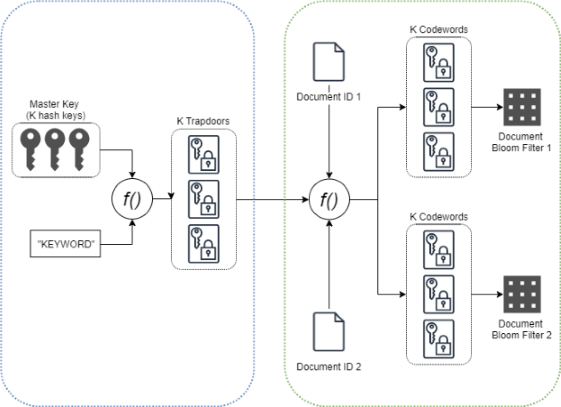 Master Key
(K hash keys)
f()
"KEYWORD"
K Trapdoors
Document ID 1
f()
Document ID 2
K Codewords
Document
Bloom Filter 1
K Codewords
Document
Bloom Filter 2